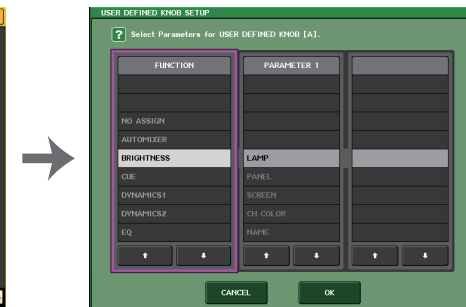 USER DEFINED KNOB SETUP
? Select Parameters for USER DEFINED KNOB [A].
FUNCTION PARAMETER 1
NO ASSIGN
AUTOMIXER
BRIGHTNESS LAMP
CUE PANEL
DYNAMICS1 SCREEN
DYNAMICS2 CH COLOR
EQ NAME
CANCEL OK